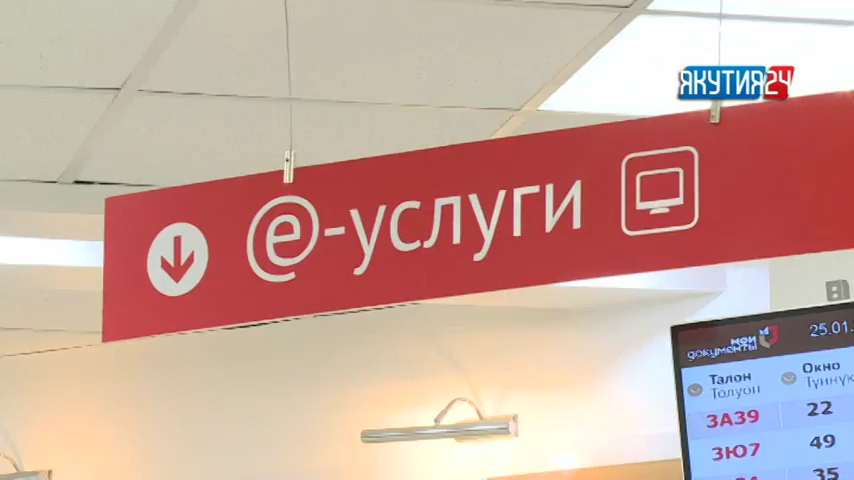 ЯКУТИЯ24
е-услуги
мои
документы
25.01.
Талон
Окно
Толуон
Түннүк
3А39
22
3Ю07
49
35